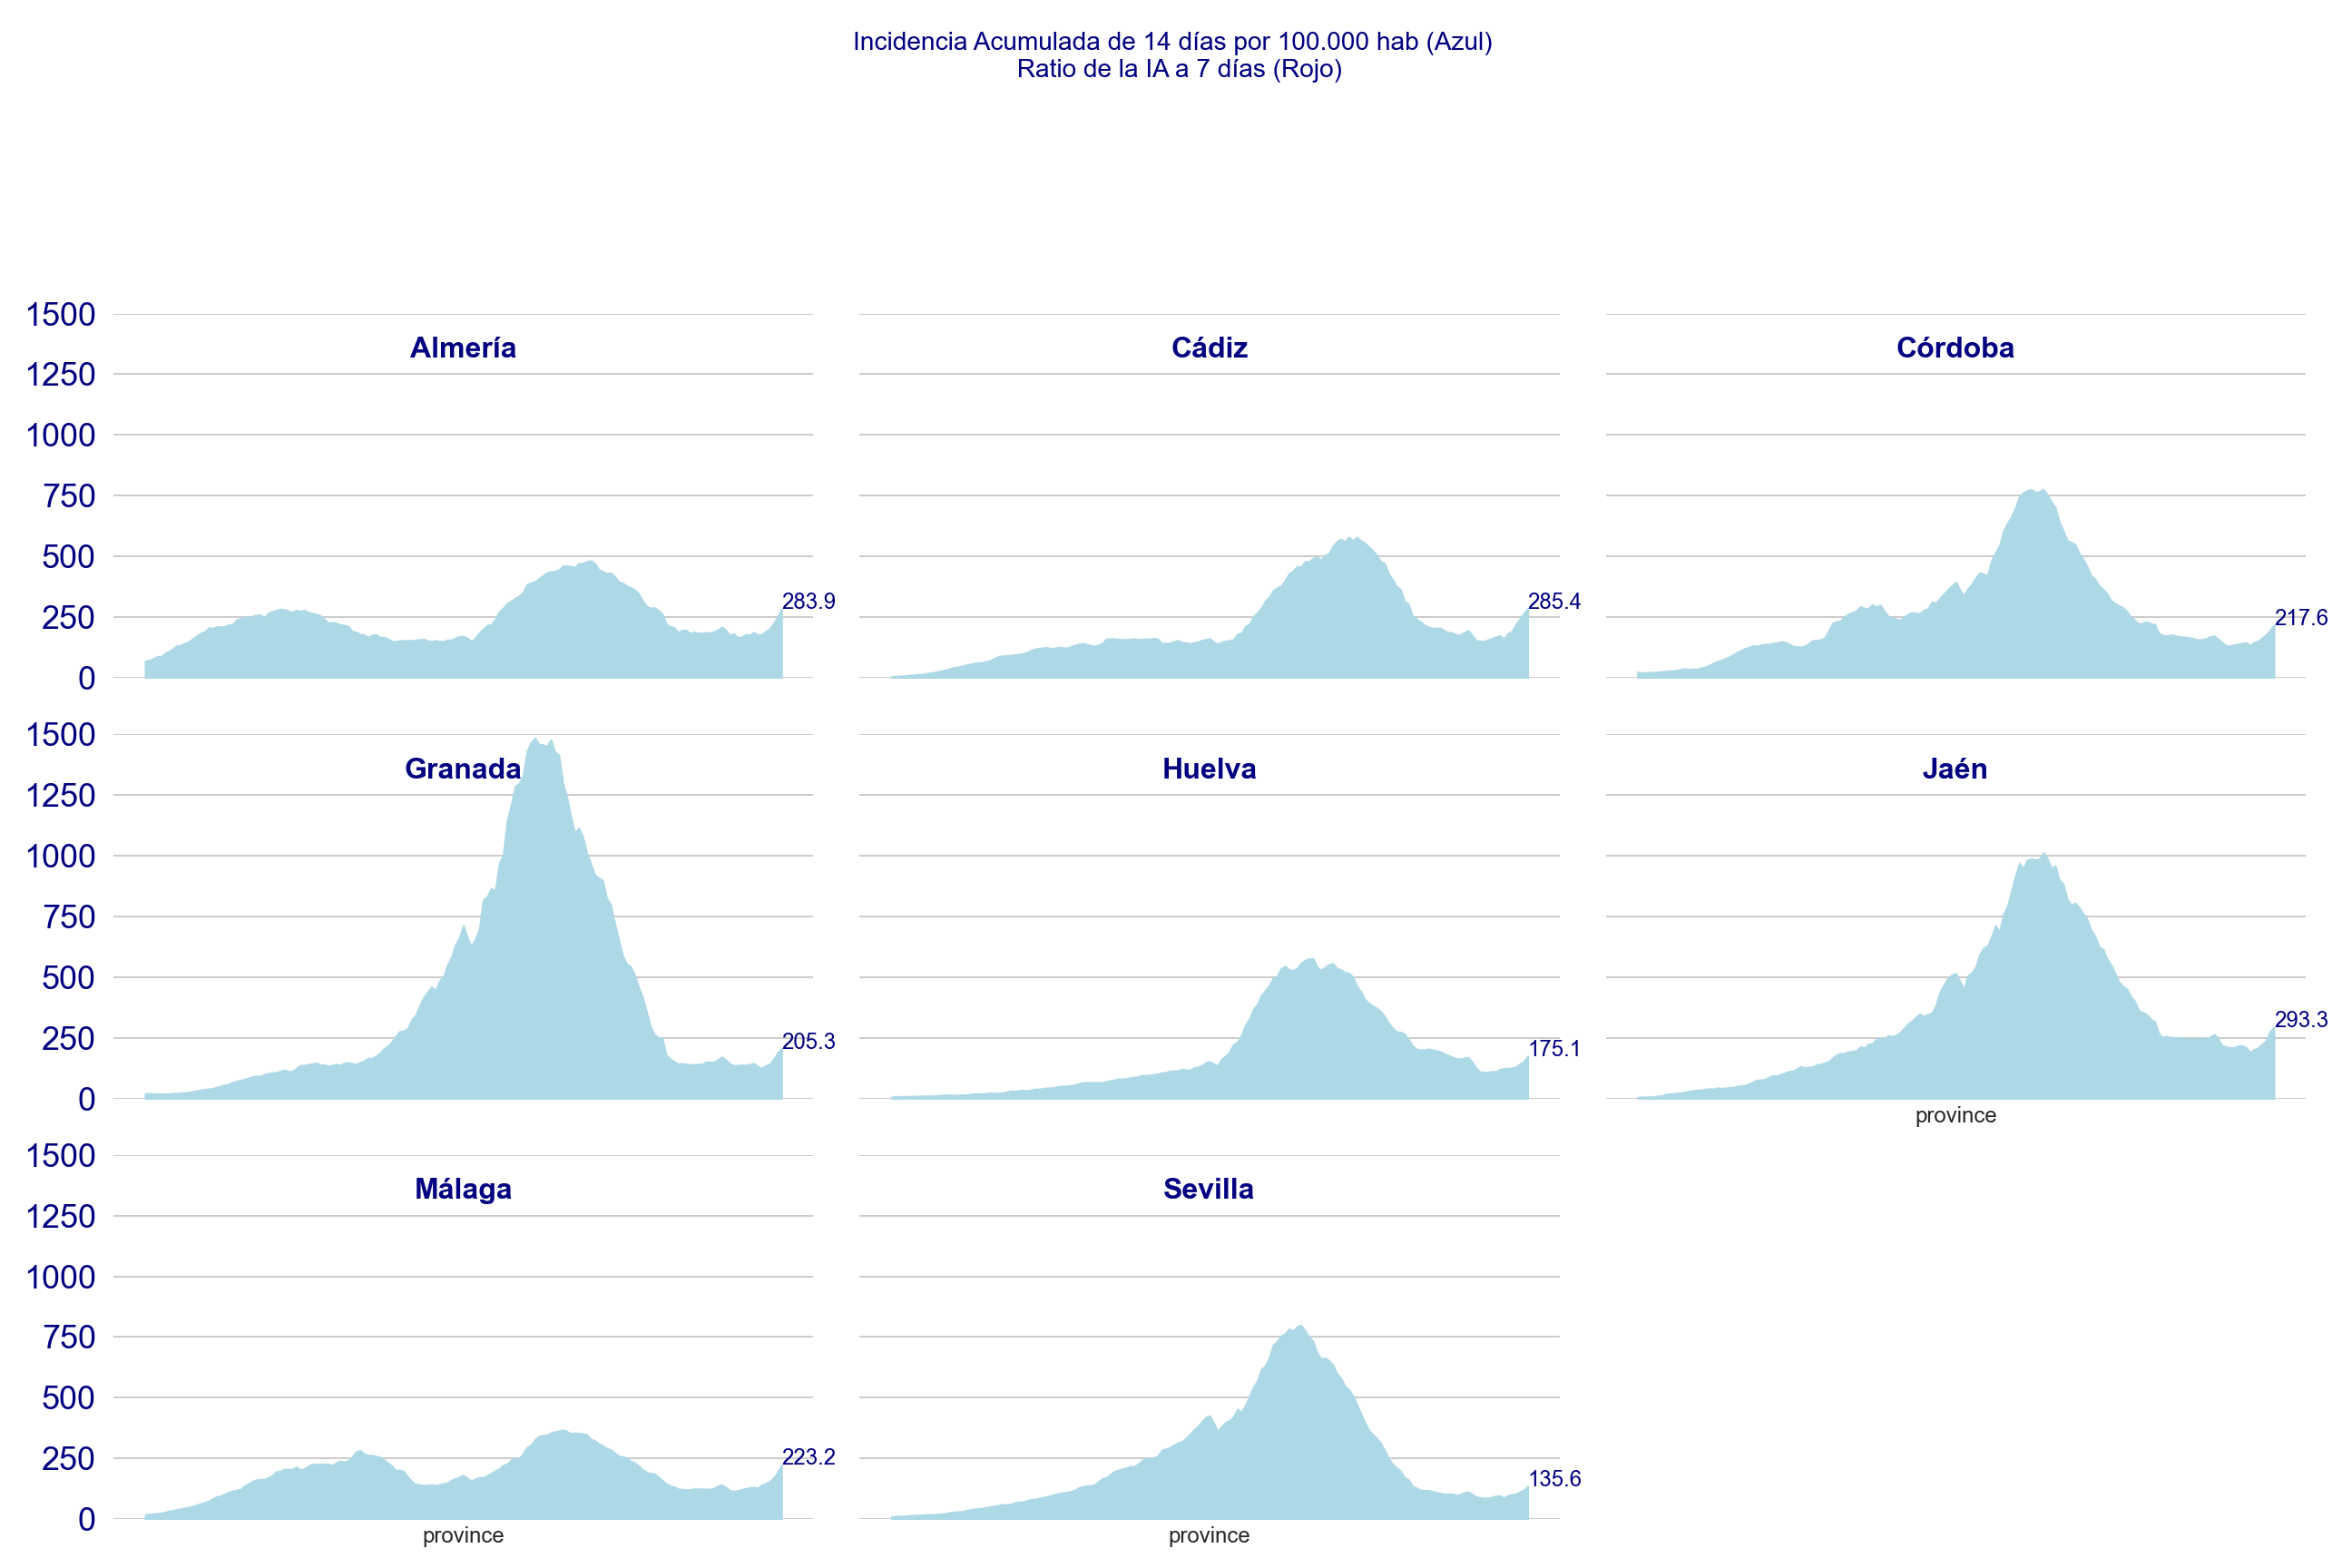 Incidencia Acumulada de 14 días por 100.000 hab (Azul)
Ratio de la IA a 7 días (Rojo)
1500
1250
1000
750
500
250
0
Almería
283.9
Cádiz
285.4
Córdoba
217.6
1500
1250
1000
750
500
250
0
Granada
205.3
Huelva
175.1
Jaén
293.3
province
1500
1250
1000
750
500
250
0
Málaga
223.2
province
Sevilla
135.6
province